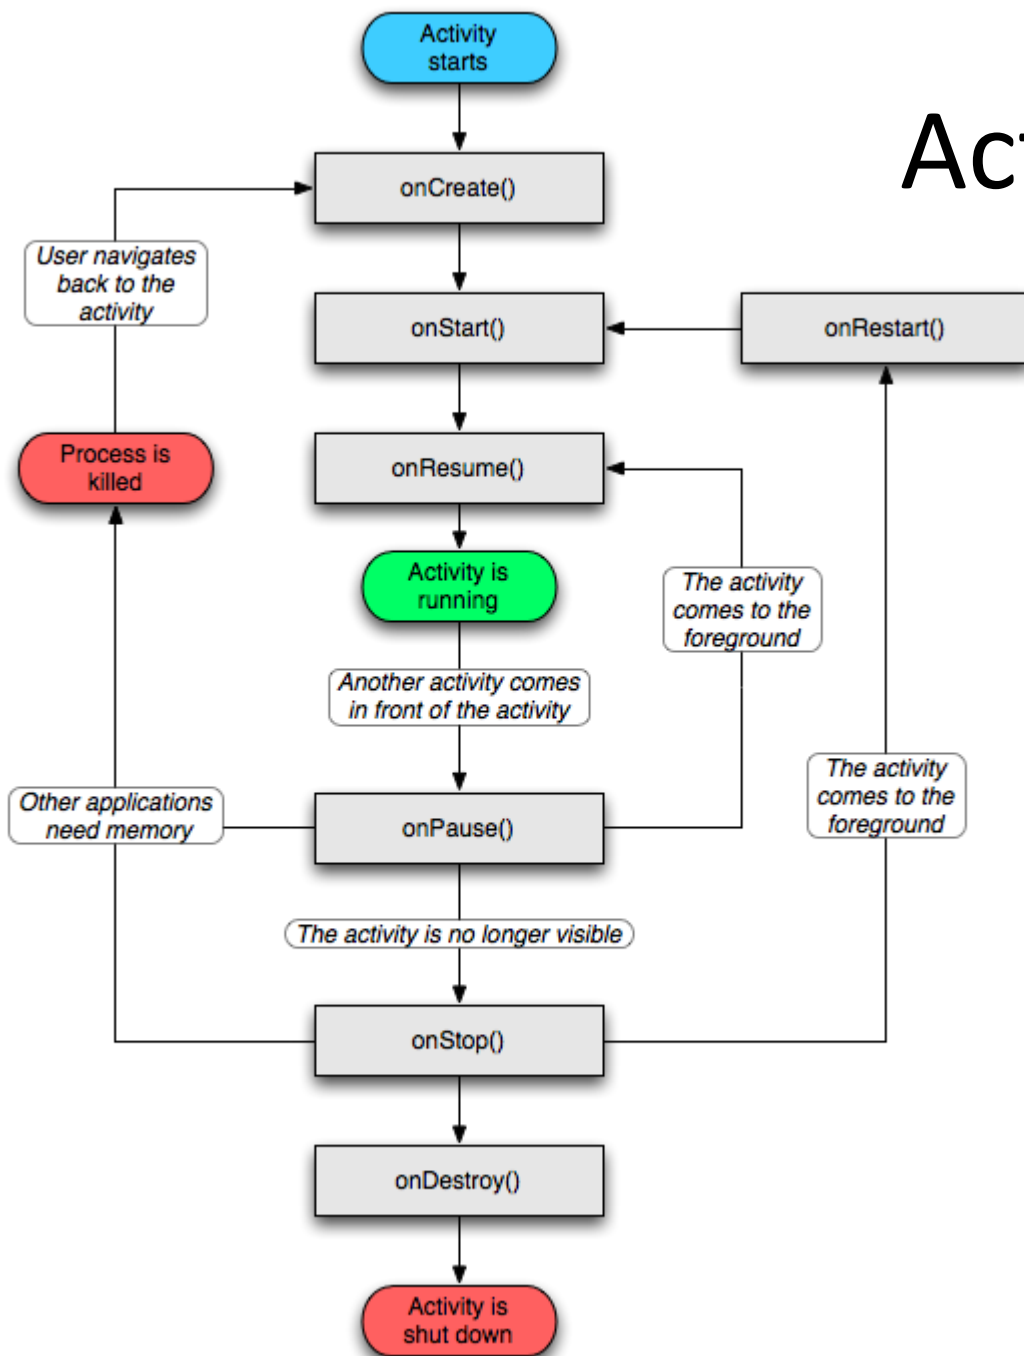 Activity
starts
Act
onCreate()
User navigates
back to the
activity
onStart()
onRestart()
Process is
killed
onResume()
Activity is
running
The activity
comes to the
foreground
Another activity comes
in front of the activity
The activity
comes to the
foreground
Other applications
need memory
onPause()
The activity is no longer visible
onStop()
onDestroy()
Activity is
shut down